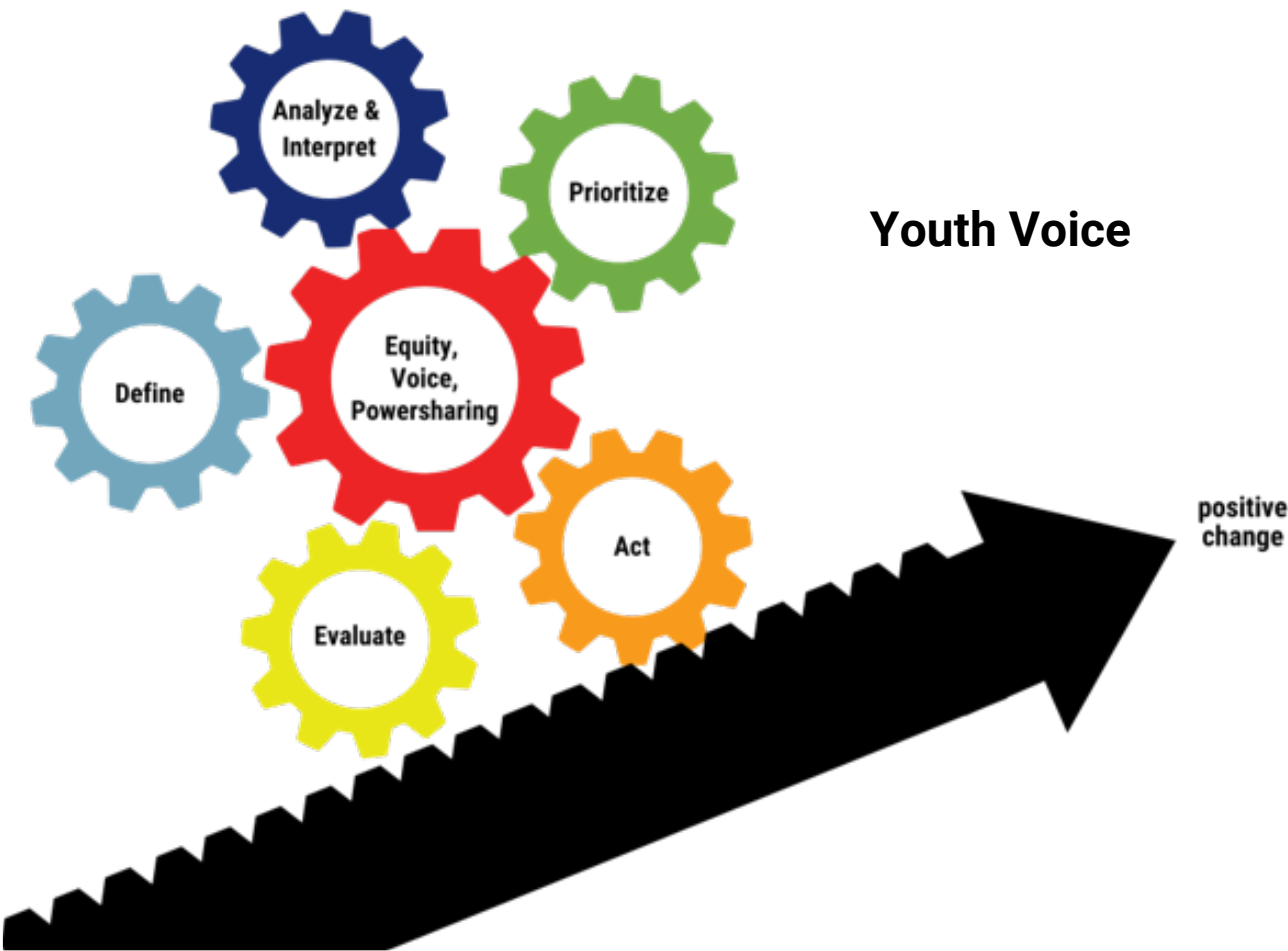 Analyze &
Interpret
Prioritize
Youth Voice
Define
Equity,
Voice,
Powersharing
Act
Evaluate
positive
change